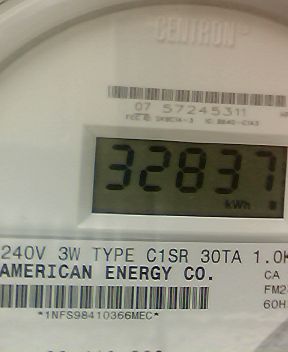 CENTRON
07 57245311
32837
kWh
240V 3W TYPE C1SR 30TA 1.0K
AMERICAN ENERGY CO.
CA
FM2
60H
*1NFS98410366MEC*